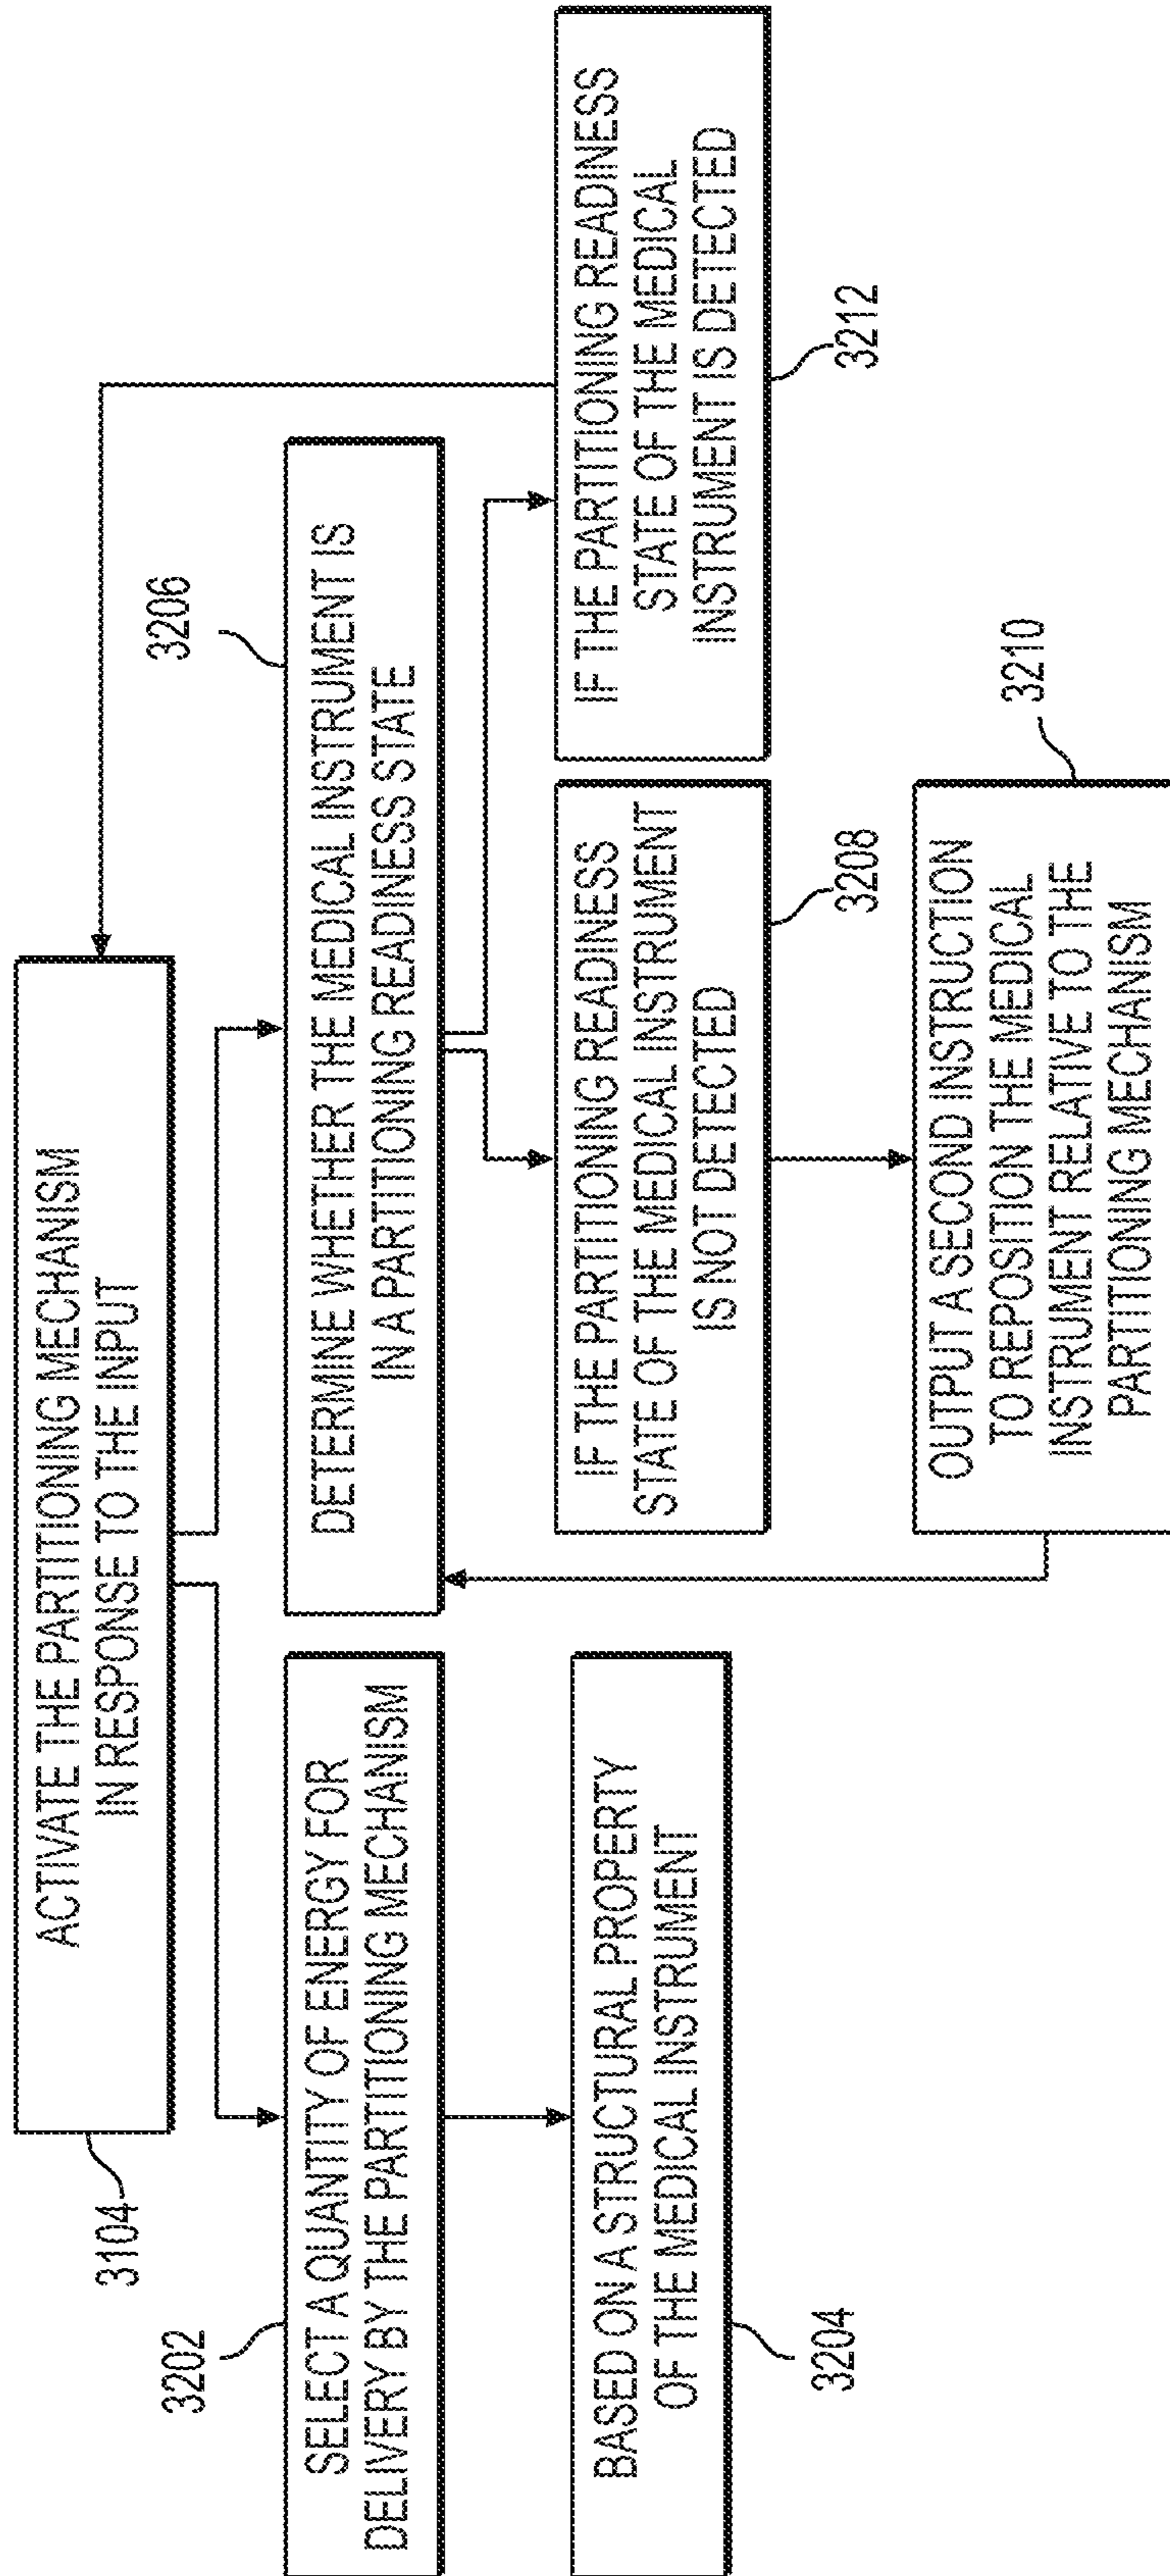 ACTIVATE THE PARTITIONING MECHANISM
IN RESPONSE TO THE INPUT
3104
3202
SELECT A QUANTITY OF ENERGY FOR
DELIVERY BY THE PARTITIONING MECHANISM
BASED ON A STRUCTURAL PROPERTY
OF THE MEDICAL INSTRUMENT
3204
3206
DETERMINE WHETHER THE MEDICAL INSTRUMENT IS
IN A PARTITIONING READINESS STATE
IF THE PARTITIONING READINESS
STATE OF THE MEDICAL INSTRUMENT
IS NOT DETECTED
3208
OUTPUT A SECOND INSTRUCTION
TO REPOSITION THE MEDICAL
INSTRUMENT RELATIVE TO THE
PARTITIONING MECHANISM
3210
IF THE PARTITIONING READINESS
STATE OF THE MEDICAL
INSTRUMENT IS DETECTED
3212